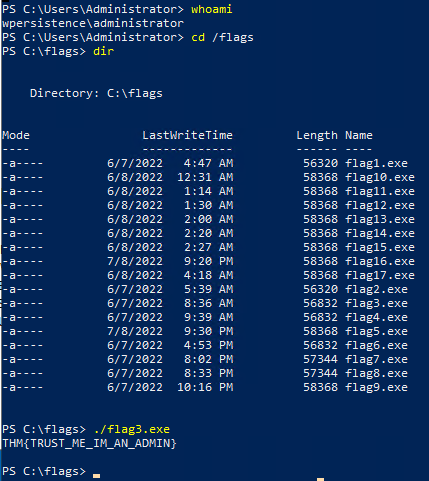 PS C:\Users\Administrator> whoami
wpersistence\administrator
PS C:\Users\Administrator> cd /flags
PS C:\flags> dir
Directory: C:\flags
Mode LastWriteTime Length Name
---- ------------- ------ ----
-a---- 6/7/2022 4:47 AM 56320 flag1.exe
-a---- 6/8/2022 12:31 AM 58368 flag10.exe
-a---- 6/8/2022 1:14 AM 58368 flag11.exe
-a---- 6/8/2022 1:30 AM 58368 flag12.exe
-a---- 6/8/2022 2:00 AM 58368 flag13.exe
-a---- 6/8/2022 2:20 AM 58368 flag14.exe
-a---- 6/8/2022 2:27 AM 58368 flag15.exe
-a---- 7/8/2022 9:20 PM 58368 flag16.exe
-a---- 6/8/2022 4:18 AM 58368 flag17.exe
-a---- 6/7/2022 5:39 AM 56320 flag2.exe
-a---- 6/7/2022 8:36 AM 56832 flag3.exe
-a---- 6/7/2022 9:39 AM 56832 flag4.exe
-a---- 7/8/2022 9:30 PM 58368 flag5.exe
-a---- 6/7/2022 4:53 PM 56832 flag6.exe
-a---- 6/7/2022 8:02 PM 57344 flag7.exe
-a---- 6/7/2022 8:33 PM 57344 flag8.exe
-a---- 6/7/2022 10:16 PM 58368 flag9.exe
PS C:\flags> ./flag3.exe
THM{TRUST_ME_IM_AN_ADMIN}
PS C:\flags>